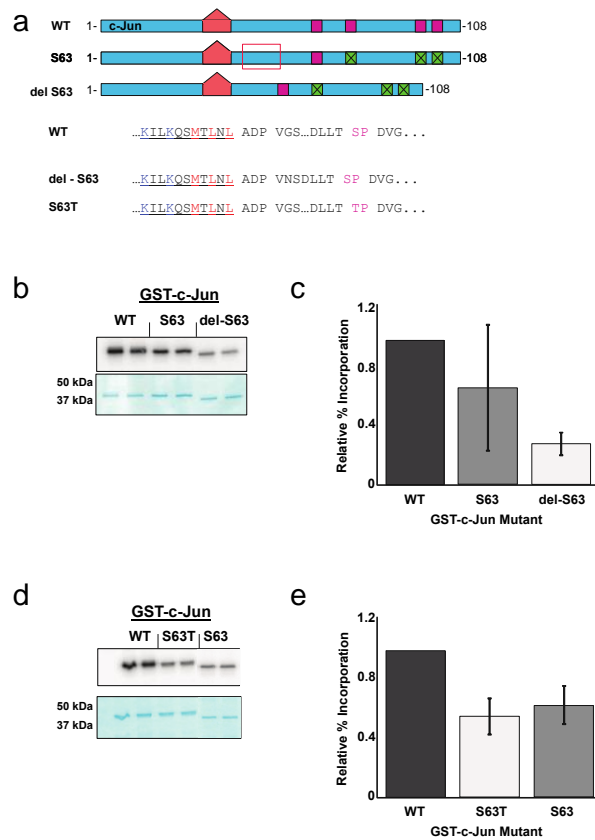 a
WT 1- c-Jun -108
S63 1- -108
del S63 1- -108
WT …KILKQSMTLNL ADP VGS…DLLT SP DVG...
del - S63 …KILKQSMTLNL ADP VNSDLLT SP DVG...
S63T …KILKQSMTLNL ADP VGS…DLLT TP DVG...
b
GST-c-Jun
WT S63 del-S63
50 kDa
37 kDa
c
Relative % Incorporation
1.2
0.8
0.4
0
WT S63 del-S63
GST-c-Jun Mutant
d
GST-c-Jun
WT S63T S63
50 kDa
37 kDa
e
Relative % Incorporation
1.2
0.8
0.4
0
WT S63T S63
GST-c-Jun Mutant